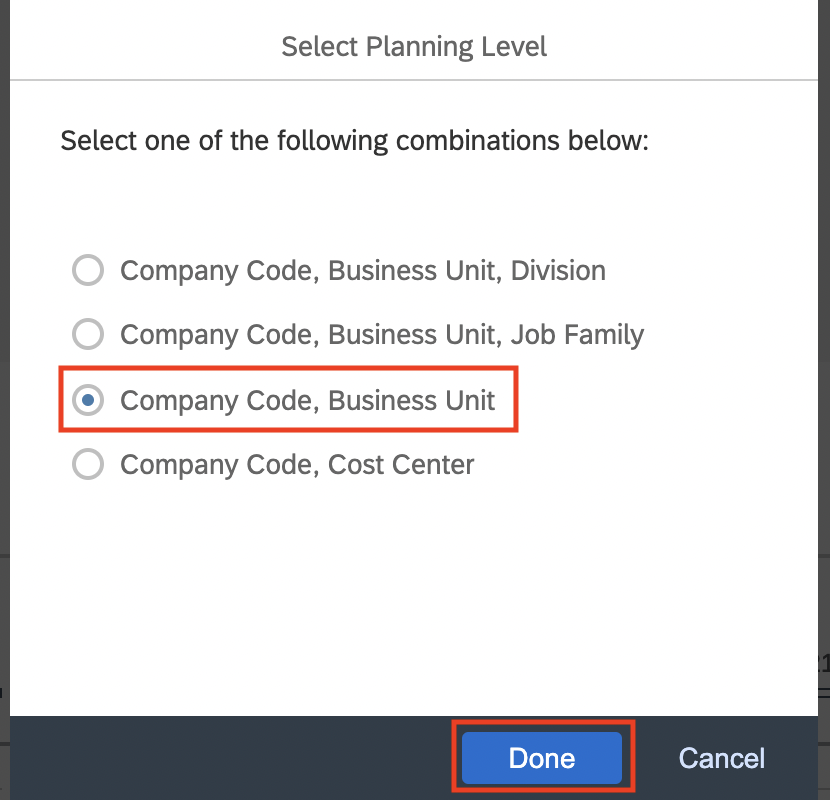 Select Planning Level
Select one of the following combinations below:
Company Code, Business Unit, Division
Company Code, Business Unit, Job Family
Company Code, Business Unit
Company Code, Cost Center
Done
Cancel